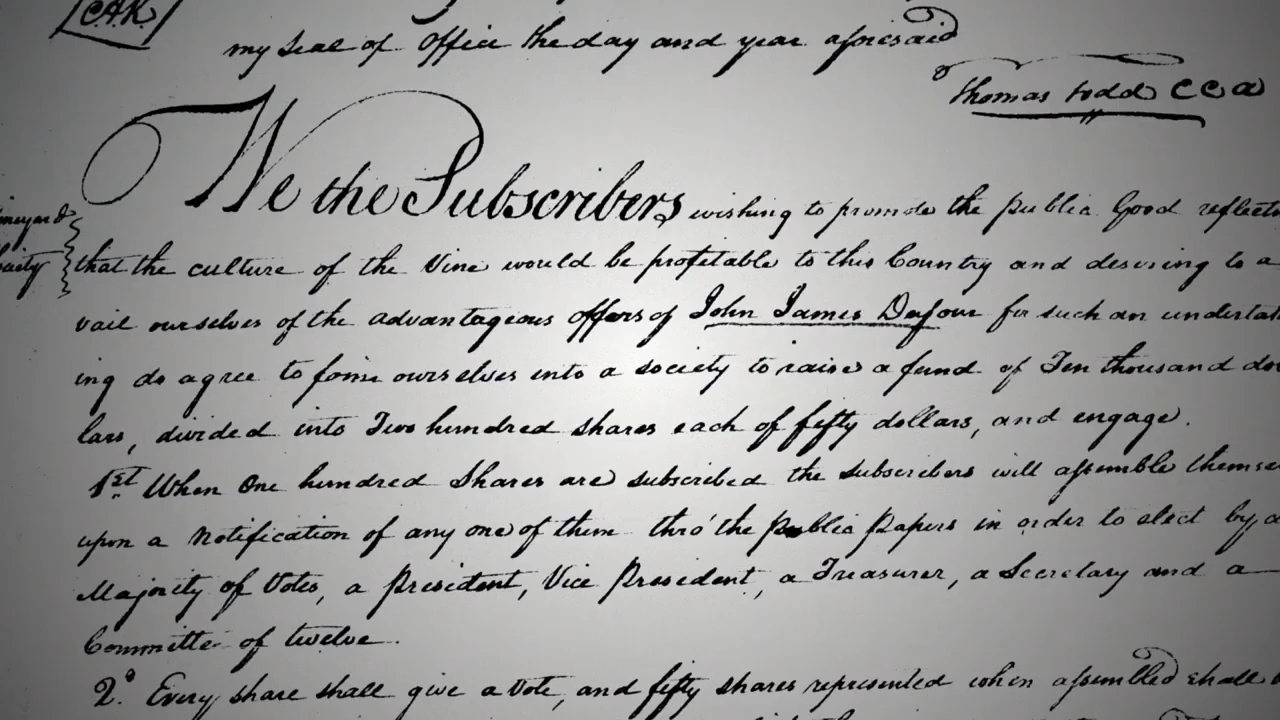 C.A.K.
my Seal of Office the day and year aforesaid
Thomas Todd C C a
We the Subscribers wishing to promote the public Good reflect
that the culture of the Vine would be profitable to this Country and desiring to a
vail ourselves of the advantageous offers of John James Dufour for such an undertak
ing do agree to form ourselves into a society to raise a fund of Ten thousand dol
lars, divided into Two hundred shares each of fifty dollars, and engage.
1st When One hundred Shares are subscribed the subscribers will assemble themse
upon a Notification of any one of them thro' the Public Papers in order to elect by a
Majority of Votes, a President, Vice President, a Treasurer, a Secretary and a
Committe of twelve.
2.º Every share shall give a Vote, and fifty shares represented when assembled shall